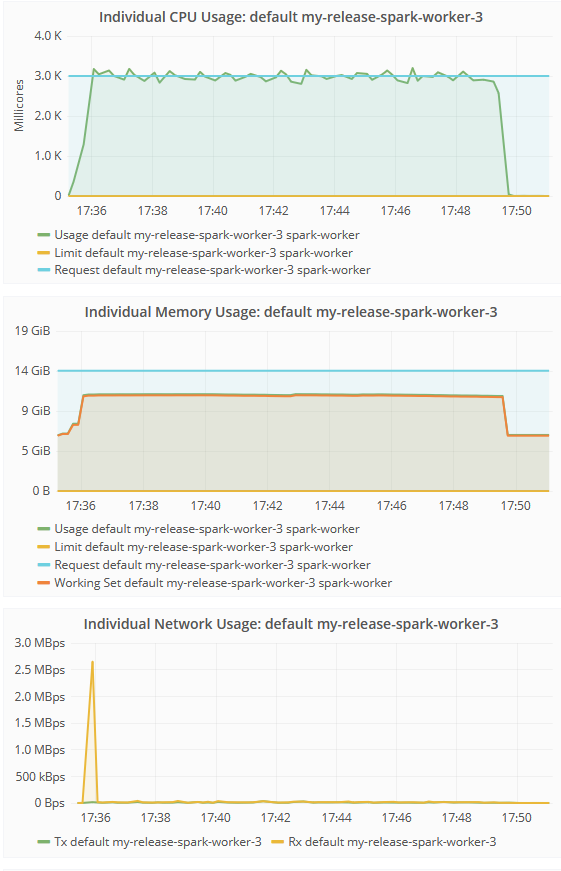 Individual CPU Usage: default my-release-spark-worker-3
4.0 K
3.0 K
2.0 K
1.0 K
0
Millicores
17:36 17:38 17:40 17:42 17:44 17:46 17:48 17:50
Usage default my-release-spark-worker-3 spark-worker
Limit default my-release-spark-worker-3 spark-worker
Request default my-release-spark-worker-3 spark-worker
Individual Memory Usage: default my-release-spark-worker-3
19 GiB
14 GiB
9 GiB
5 GiB
0 B
17:36 17:38 17:40 17:42 17:44 17:46 17:48 17:50
Usage default my-release-spark-worker-3 spark-worker
Limit default my-release-spark-worker-3 spark-worker
Request default my-release-spark-worker-3 spark-worker
Working Set default my-release-spark-worker-3 spark-worker
Individual Network Usage: default my-release-spark-worker-3
3.0 MBps
2.5 MBps
2.0 MBps
1.5 MBps
1.0 MBps
500 kBps
0 Bps
17:36 17:38 17:40 17:42 17:44 17:46 17:48 17:50
Tx default my-release-spark-worker-3 Rx default my-release-spark-worker-3